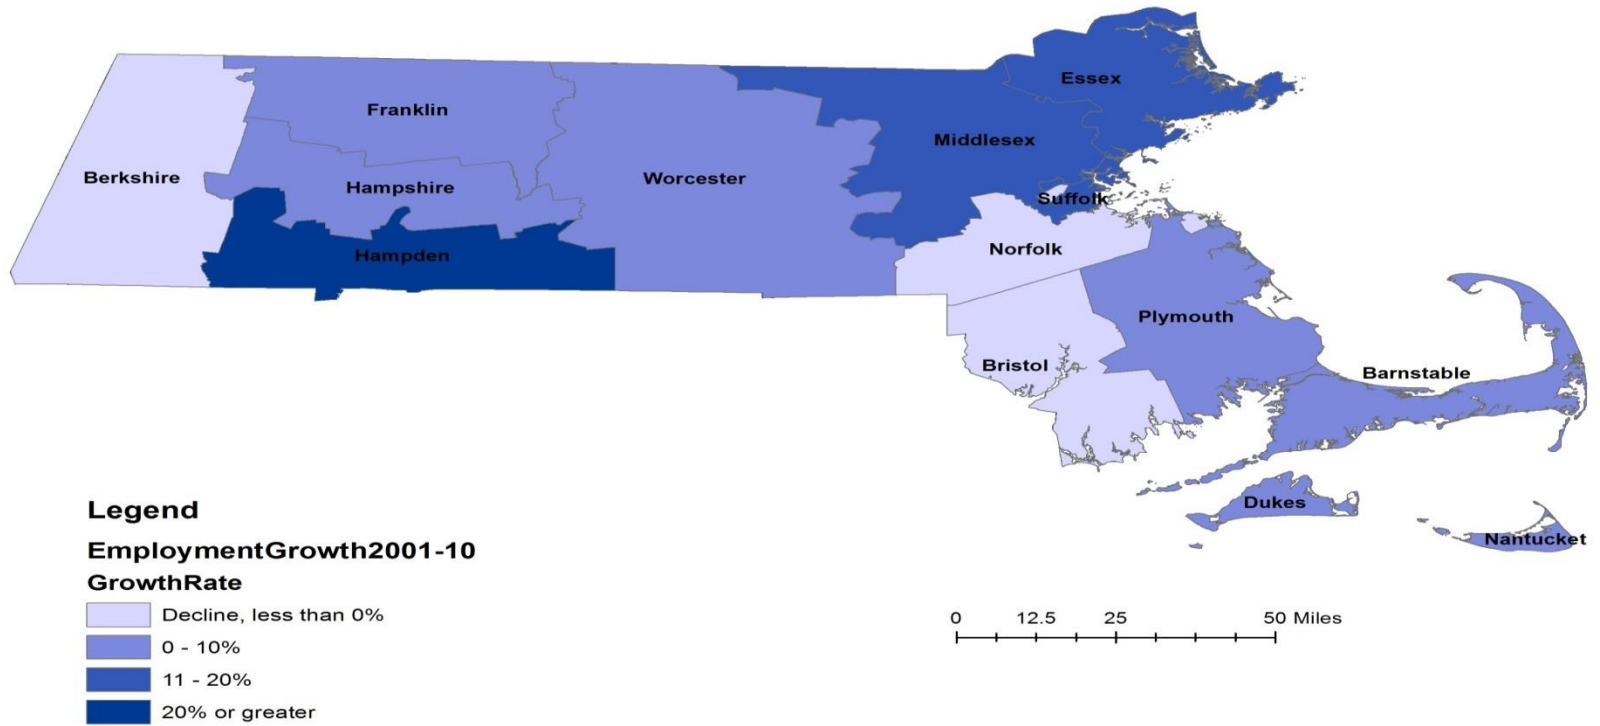 Essex
Franklin
Middlesex
Berkshire
Hampshire
Worcester
Suffolk
Norfolk
Hampden
Plymouth
Bristol
Barnstable
Dukes
Nantucket
Legend
EmploymentGrowth2001-10
GrowthRate
Decline, less than 0%
0 - 10%
11 - 20%
20% or greater
0 12.5 25 50 Miles